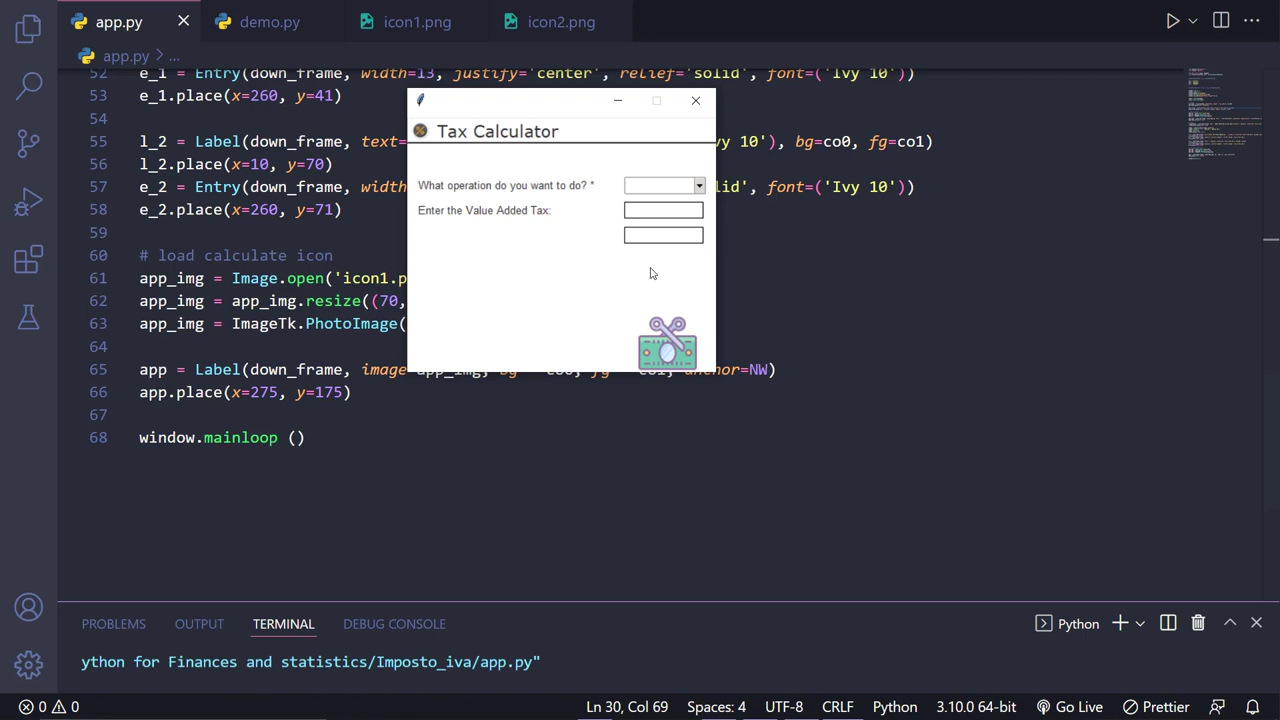 app.py
demo.py
icon1.png
icon2.png
app.py > ...
52 e_1 = Entry(down_frame, width=13, justify='center', relief='solid', font=('Ivy 10'))
53 e_1.place(x=260, y=41)
54
55 l_2 = Label(down_frame, text= vy 10'), bg=co0, fg=co1)
56 l_2.place(x=10, y=70)
57 e_2 = Entry(down_frame, width lid', font=('Ivy 10'))
58 e_2.place(x=260, y=71)
59
60 # load calculate icon
61 app_img = Image.open('icon1.p
62 app_img = app_img.resize((70,
63 app_img = ImageTk.PhotoImage(
64
65 app = Label(down_frame, image=app_img, bg = co0, fg = co1, anchor=NW)
66 app.place(x=275, y=175)
67
68 window.mainloop ()
Tax Calculator
What operation do you want to do? *
Enter the Value Added Tax:
PROBLEMS OUTPUT TERMINAL DEBUG CONSOLE
Python
ython for Finances and statistics/Imposto_iva/app.py"
0 0 Ln 30, Col 69 Spaces: 4 UTF-8 CRLF Python 3.10.0 64-bit Go Live Prettier